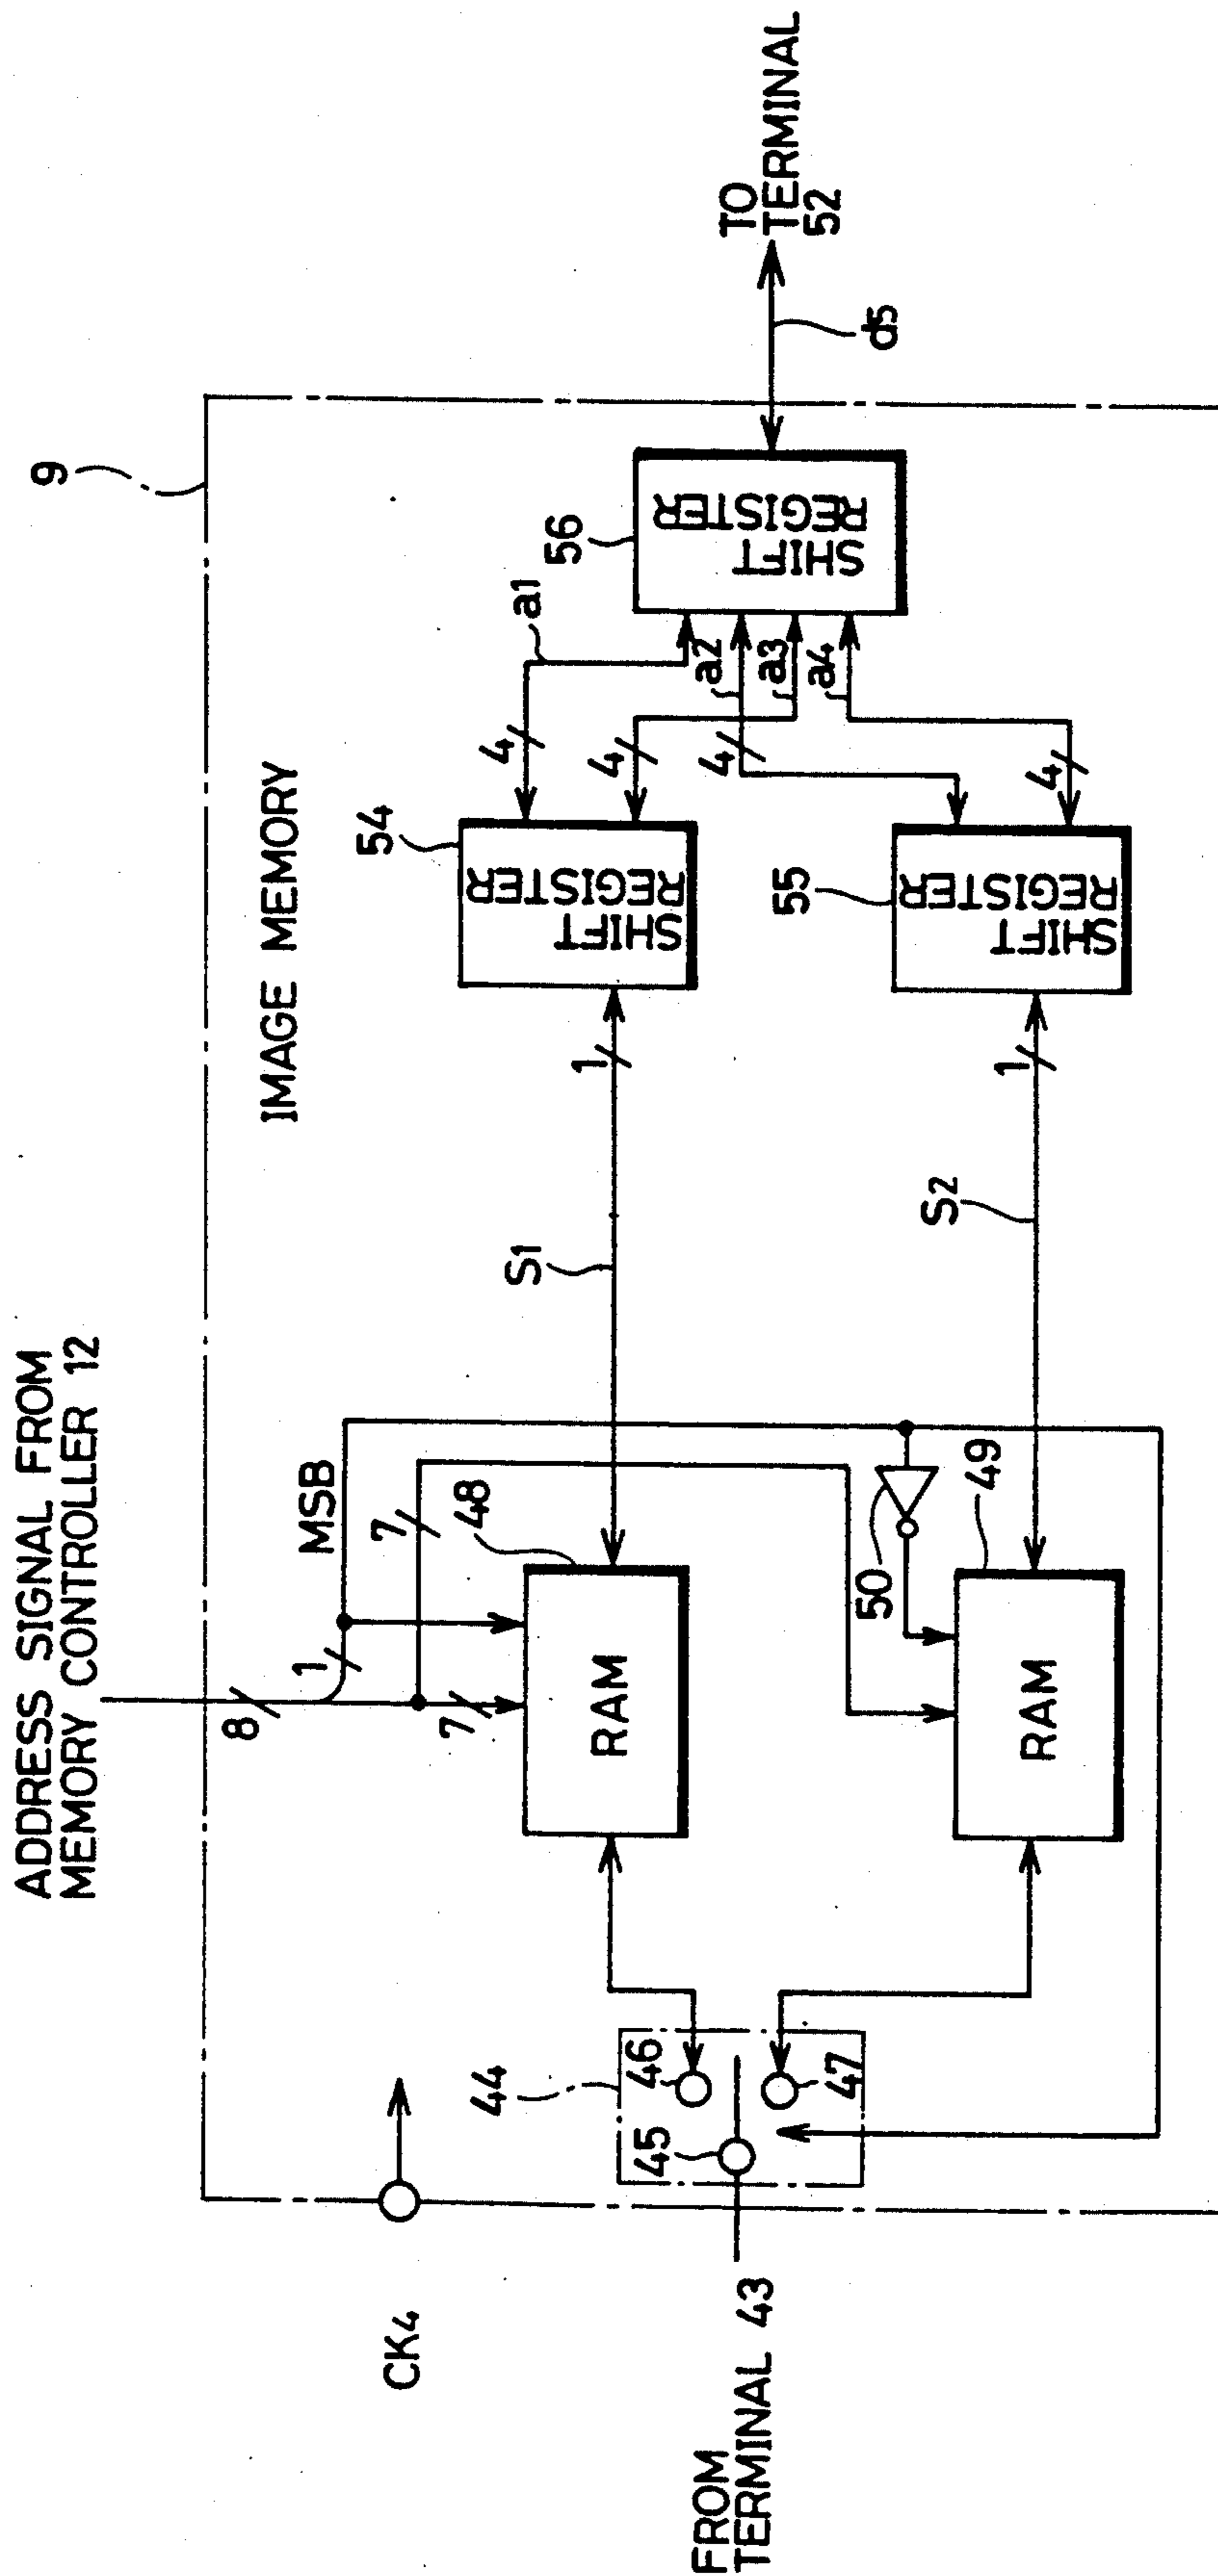 ADDRESS SIGNAL FROM
MEMORY CONTROLLER 12
9
IMAGE MEMORY
CK4
8
1
MSB
7
7
48
RAM
S1
1
54
SHIFT
REGISTER
4
a1
4
a3
4
a2
4
a4
56
SHIFT
REGISTER
d5
TO
TERMINAL
52
FROM
TERMINAL 43
44
45
46
47
50
49
RAM
S2
1
55
SHIFT
REGISTER